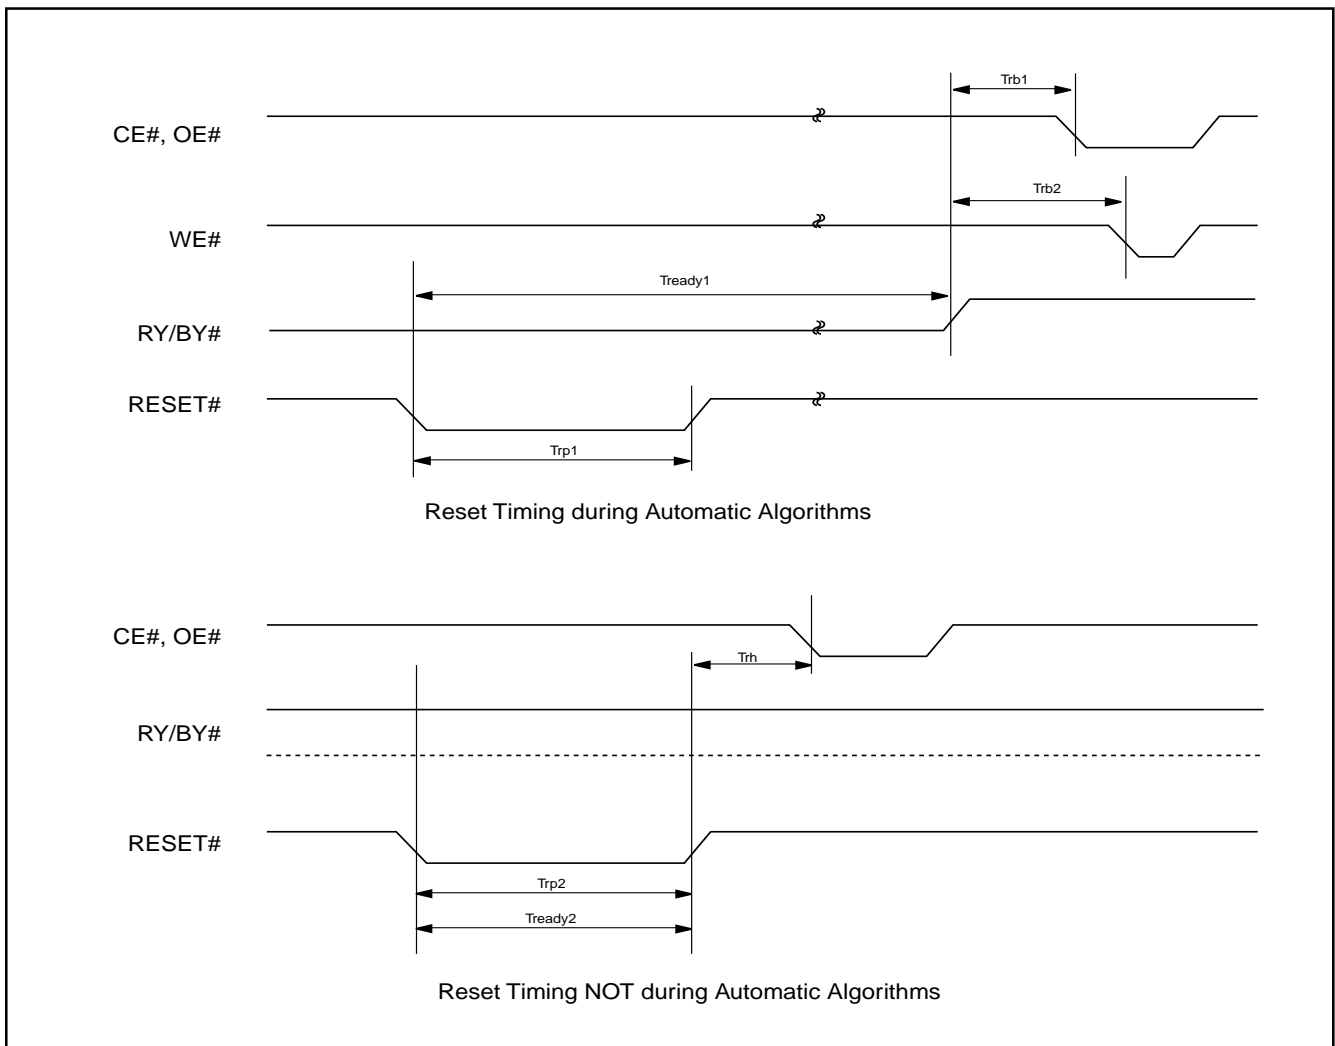 Trb1
CE#, OE#
Trb2
WE#
Tready1
RY/BY#
RESET#
Trp1
Reset Timing during Automatic Algorithms
CE#, OE#
Trh
RY/BY#
RESET#
Trp2
Tready2
Reset Timing NOT during Automatic Algorithms